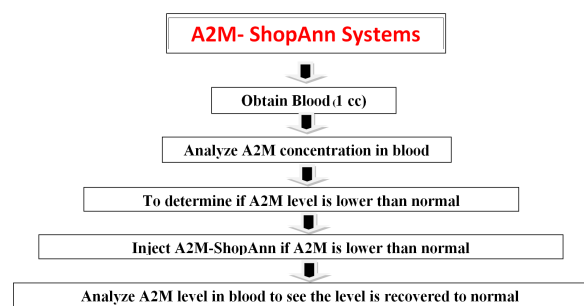 A2M- ShopAnn Systems
Obtain Blood (1 cc)
Analyze A2M concentration in blood
To determine if A2M level is lower than normal
Inject A2M-ShopAnn if A2M is lower than normal
Analyze A2M level in blood to see the level is recovered to normal